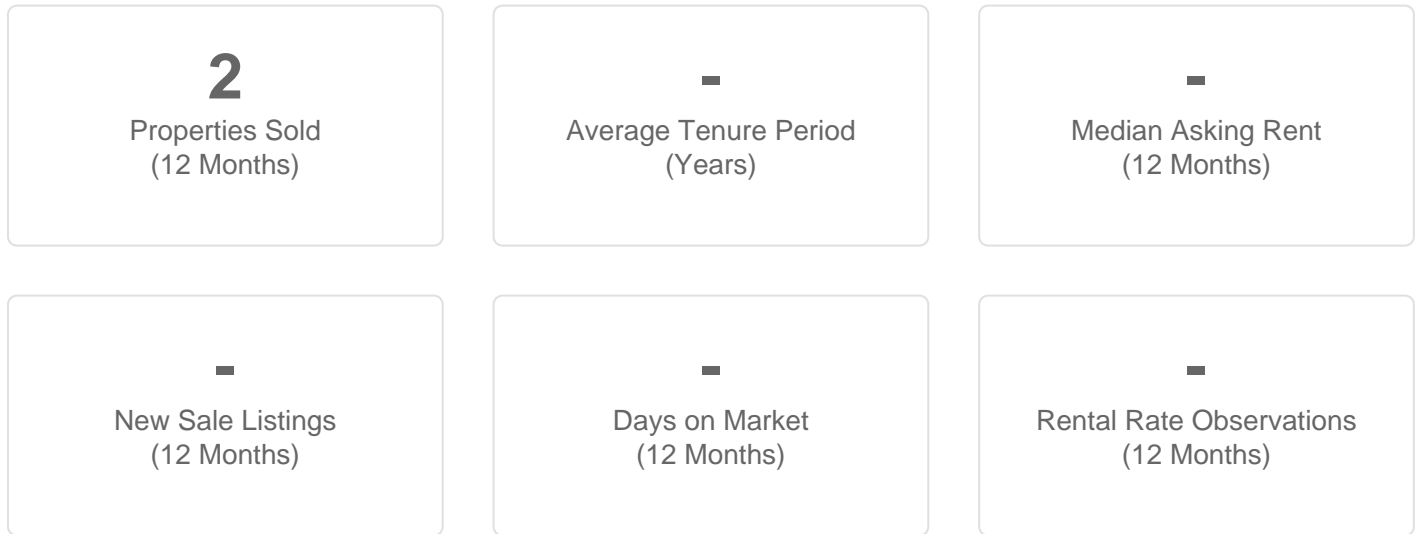 2
Properties Sold
(12 Months)
-
Average Tenure Period
(Years)
-
Median Asking Rent
(12 Months)
-
New Sale Listings
(12 Months)
-
Days on Market
(12 Months)
-
Rental Rate Observations
(12 Months)